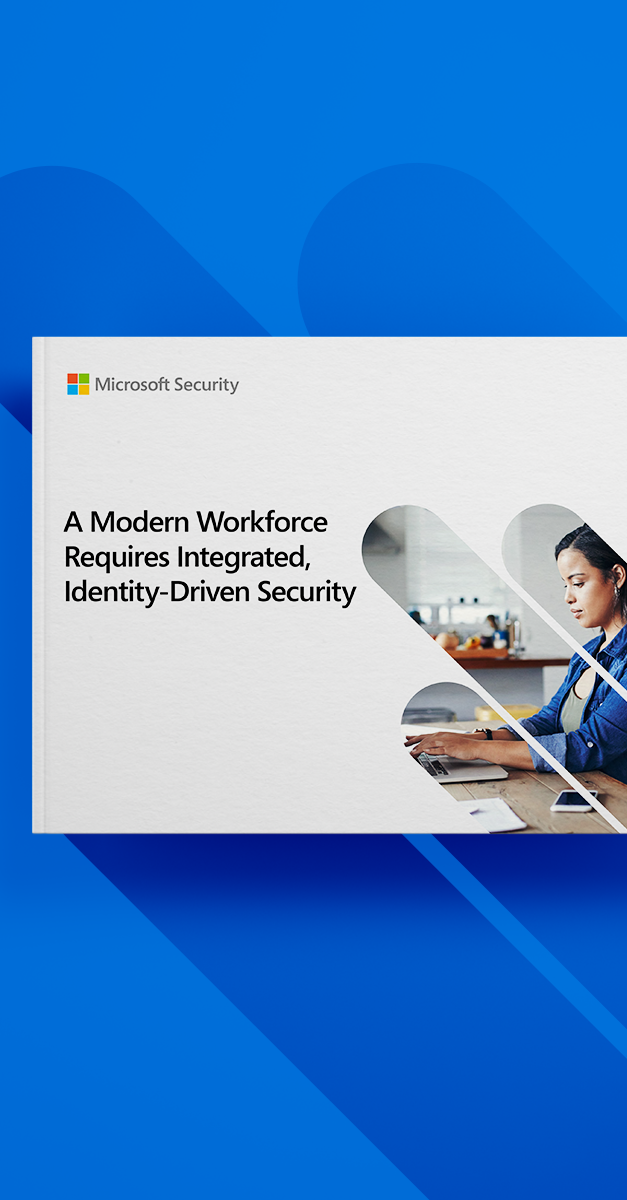 Microsoft Security
A Modern Workforce
Requires Integrated,
Identity-Driven Security